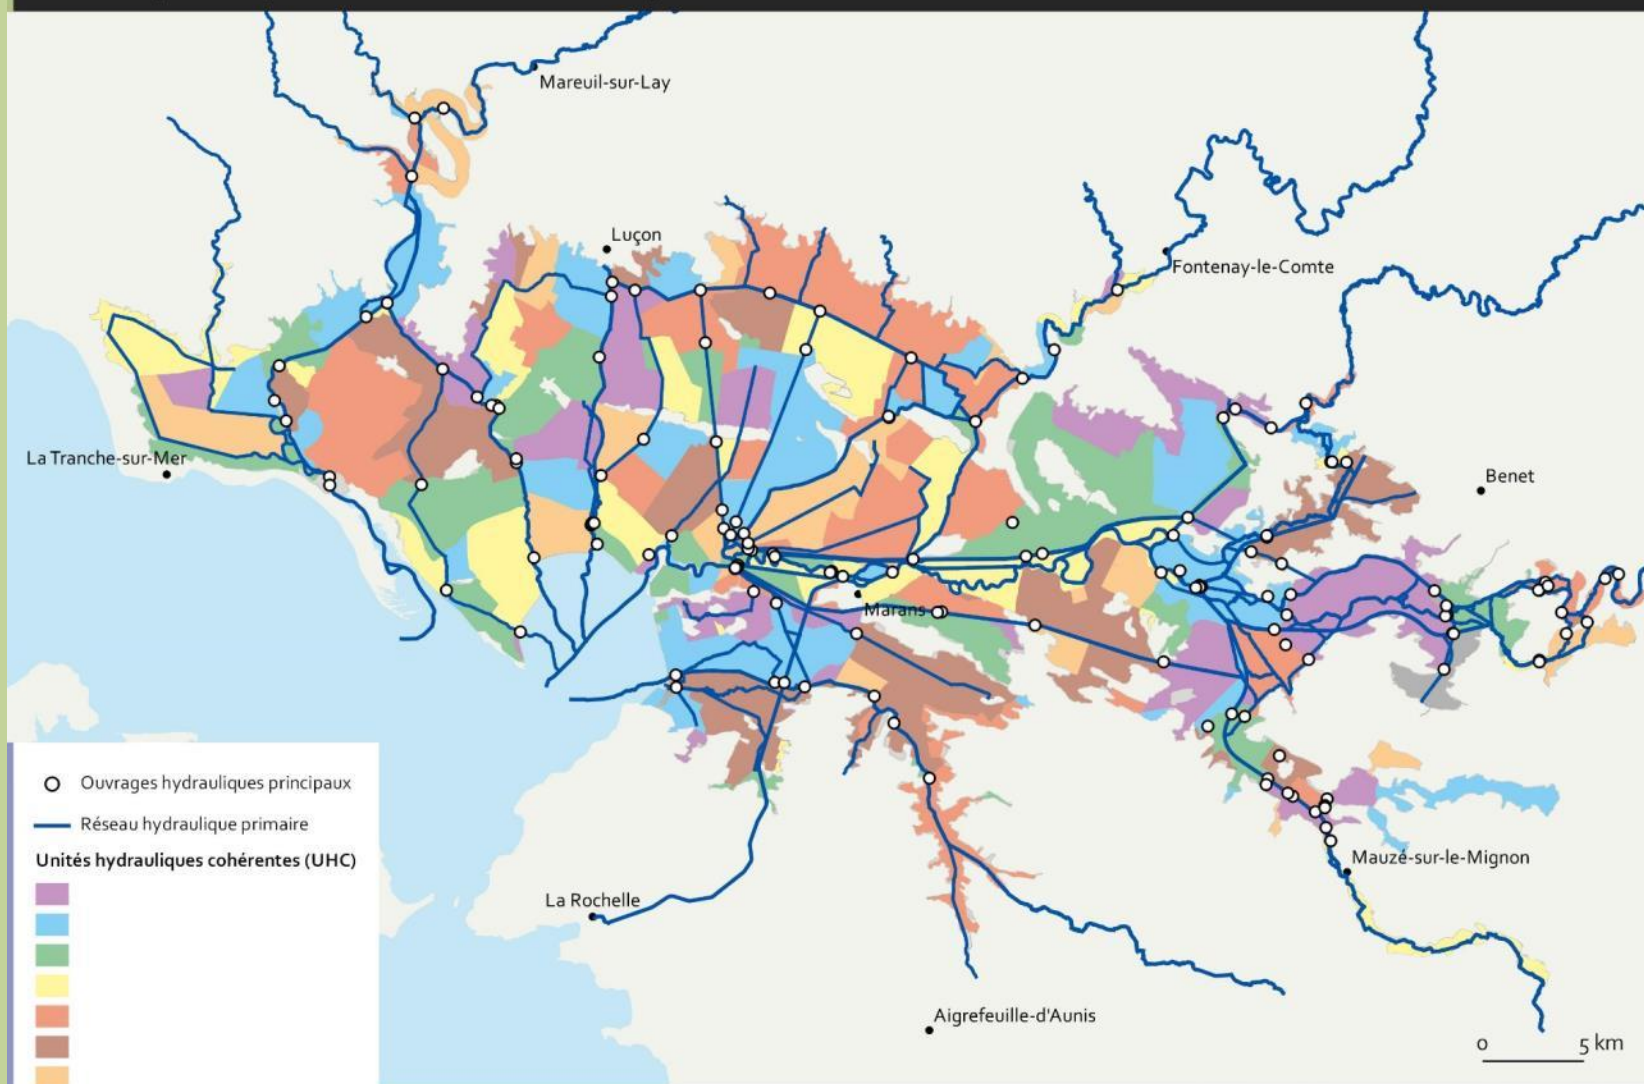 Mareuil-sur-Lay
Luçon
Fontenay-le-Comte
La Tranche-sur-Mer
Benet
Marans
Ouvrages hydrauliques principaux
Réseau hydraulique primaire
Unités hydrauliques cohérentes (UHC)
Mauzé-sur-le-Mignon
La Rochelle
Aigrefeuille-d'Aunis
0 5 km